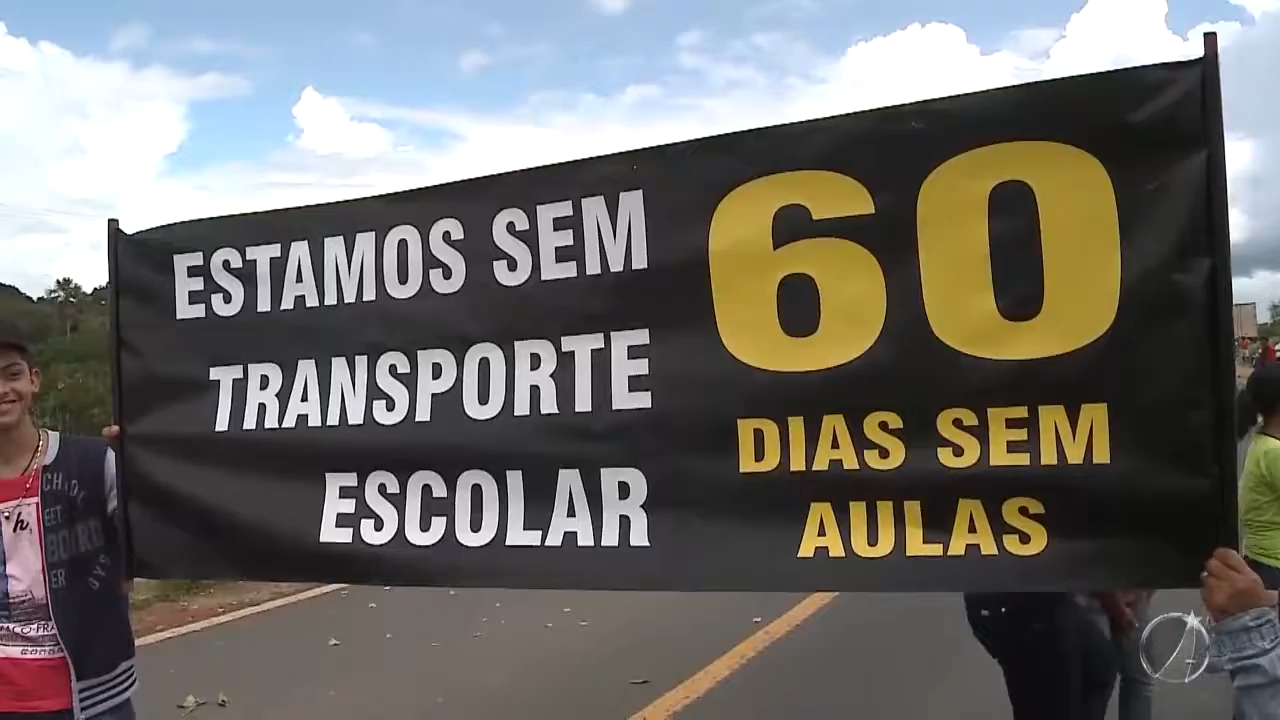 ESTAMOS SEM
TRANSPORTE
ESCOLAR
60
DIAS SEM
AULAS